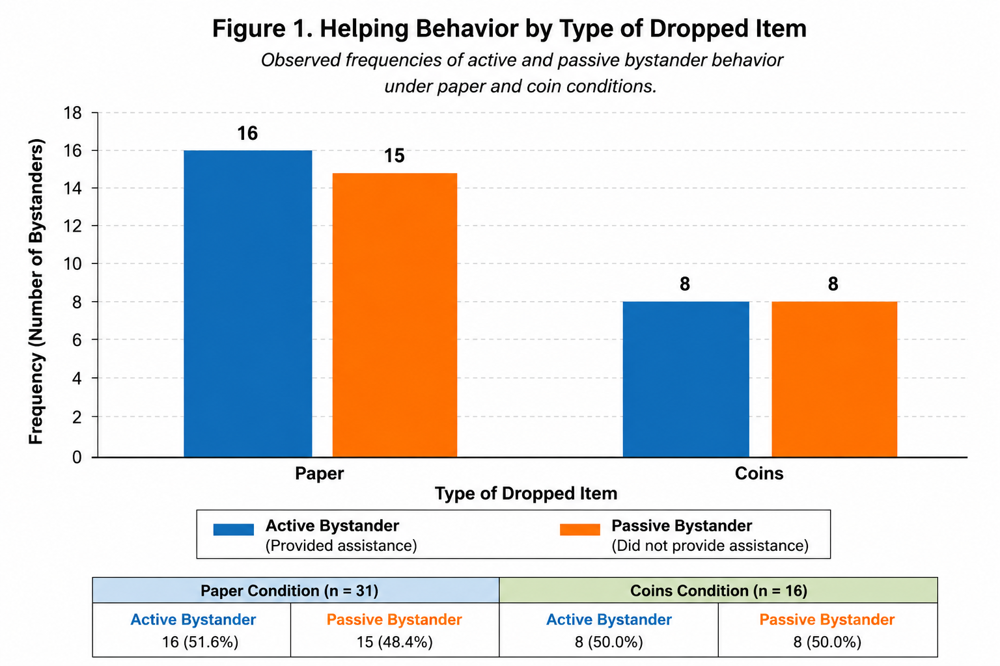 Figure 1. Helping Behavior by Type of Dropped Item
Observed frequencies of active and passive bystander behavior
under paper and coin conditions.
Frequency (Number of Bystanders)
18
16
14
12
10
8
6
4
2
0
16
15
8
8
Paper
Coins
Type of Dropped Item
Active Bystander
(Provided assistance)
Passive Bystander
(Did not provide assistance)
Paper Condition (n = 31)
Coins Condition (n = 16)
Active Bystander
Passive Bystander
Active Bystander
Passive Bystander
16 (51.6%)
15 (48.4%)
8 (50.0%)
8 (50.0%)